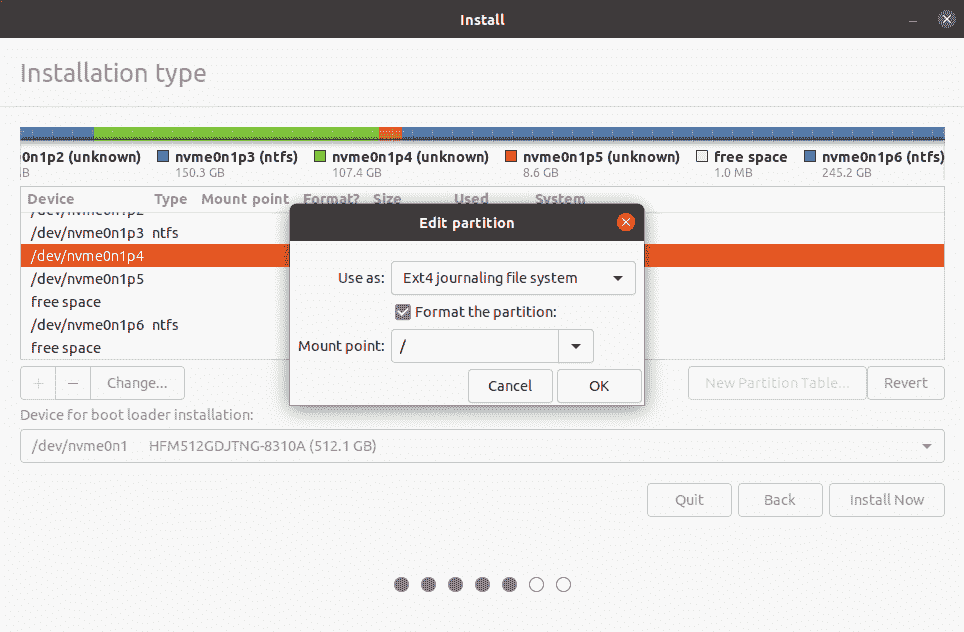 Install
Installation type
0n1p2 (unknown) nvme0n1p3 (ntfs) nvme0n1p4 (unknown) nvme0n1p5 (unknown) free space nvme0n1p6 (ntfs)
B 150.3 GB 107.4 GB 8.6 GB 1.0 MB 245.2 GB
Device Type Mount point Format? Size Used System
/dev/nvme0n1p2
/dev/nvme0n1p3 ntfs
/dev/nvme0n1p4
/dev/nvme0n1p5
free space
/dev/nvme0n1p6 ntfs
free space
Edit partition
Use as: Ext4 journaling file system
Format the partition:
Mount point: /
Cancel OK
+ – Change... New Partition Table... Revert
Device for boot loader installation:
/dev/nvme0n1 HFM512GDJTNG-8310A (512.1 GB)
Quit Back Install Now